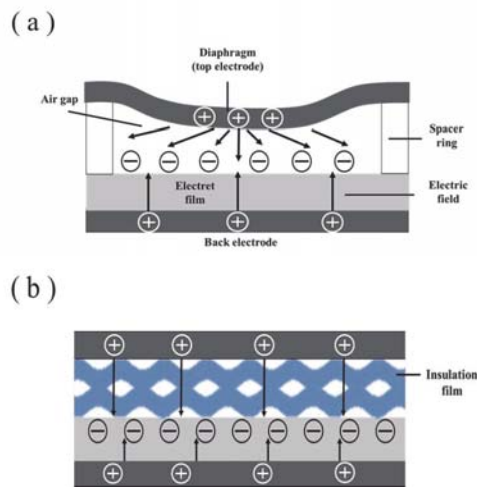 ( a )
Diaphragm
(top electrode)
Air gap
+ + +
Spacer
ring
− − − − − −
Electret
film
Electric
field
+ + +
Back electrode
( b )
+ + + +
Insulation
film
− − − − − − − −
+ + + +